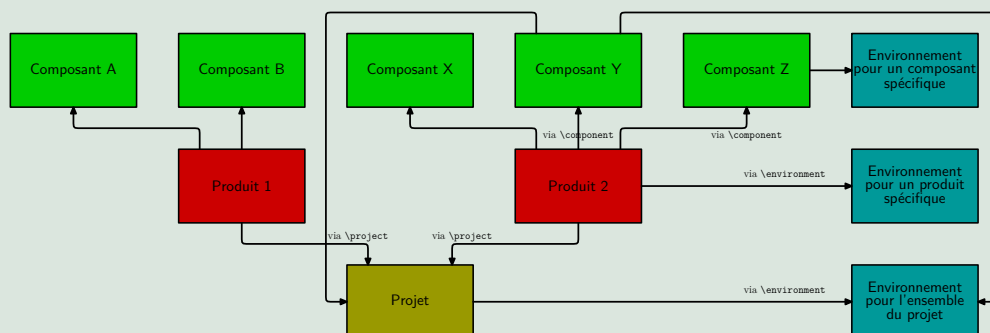 Composant A
Composant B
Composant X
Composant Y
Composant Z
Environnement
pour un composant
spécifique
via \component
via \component
Produit 1
Produit 2
via \environment
Environnement
pour un produit
spécifique
via \project
via \project
Projet
via \environment
Environnement
pour l'ensemble
du projet